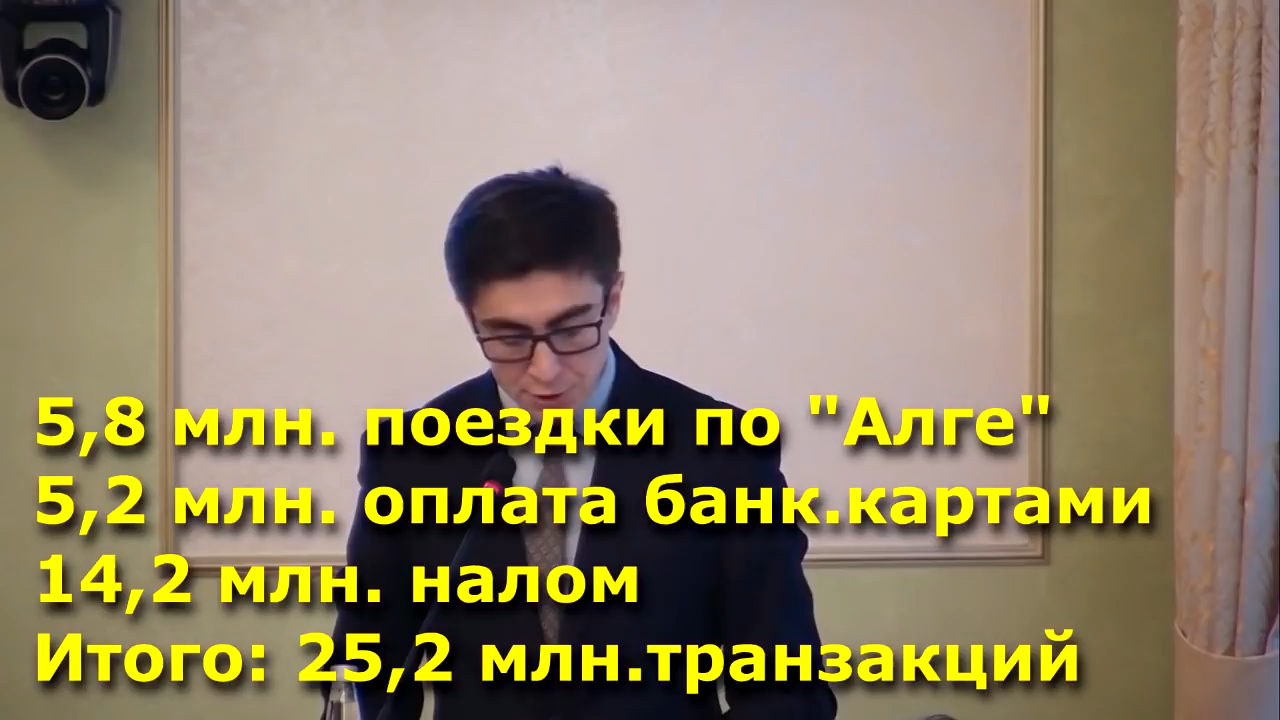 5,8 млн. поездки по "Алге"
5,2 млн. оплата банк.картами
14,2 млн. налом
Итого: 25,2 млн.транзакций